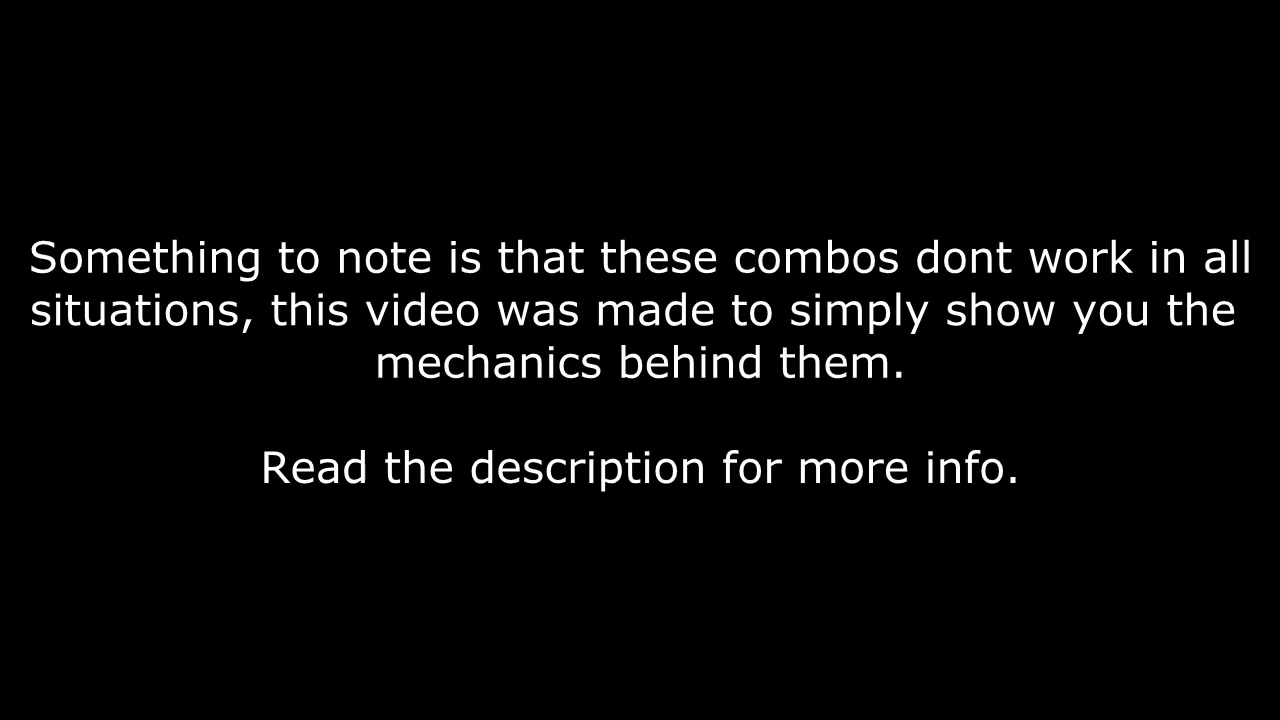 Something to note is that these combos dont work in all
situations, this video was made to simply show you the
mechanics behind them.
Read the description for more info.